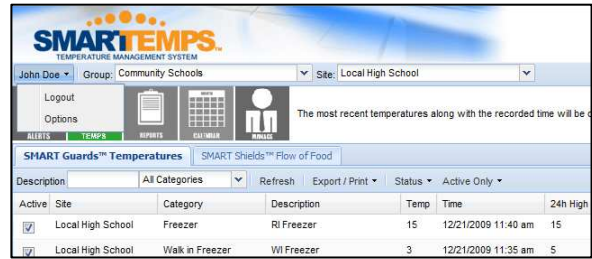 SMARTTEMPS
TEMPERATURE MANAGEMENT SYSTEM
John Doe Group: Community Schools Site: Local High School
Logout
Options
ALERTS TEMPS REPORTS CALENDAR MANAGE
The most recent temperatures along with the recorded time will be
SMART Guards™ Temperatures SMART Shields™ Flow of Food
Description All Categories Refresh Export / Print Status Active Only
Active Site Category Description Temp Time 24h High
Local High School Freezer RI Freezer 15 12/21/2009 11:40 am 15
Local High School Walk in Freezer WI Freezer 3 12/21/2009 11:35 am 5